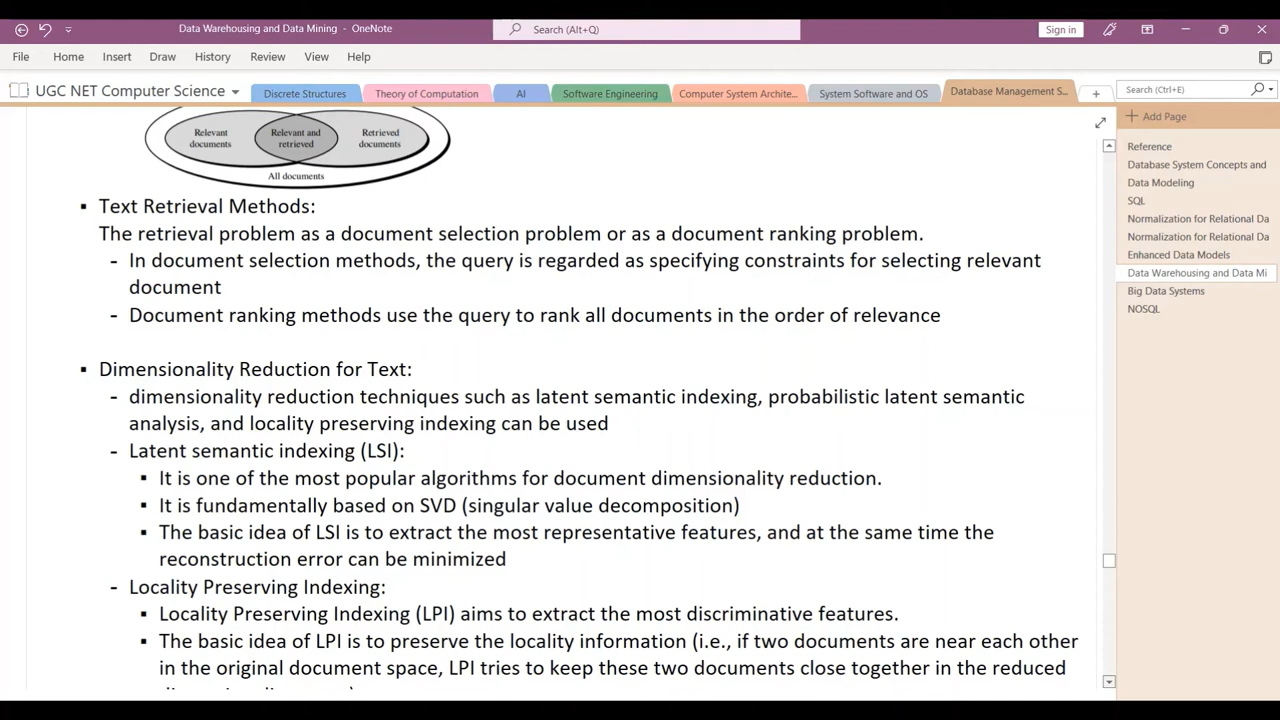 Data Warehousing and Data Mining - OneNote
Search (Alt+Q)
Sign in
File Home Insert Draw History Review View Help
UGC NET Computer Science
Discrete Structures
Theory of Computation
AI
Software Engineering
Computer System Archite...
System Software and OS
Database Management S...
Search (Ctrl+E)
Add Page
Reference
Database System Concepts and
Data Modeling
SQL
Normalization for Relational Da
Normalization for Relational Da
Enhanced Data Models
Data Warehousing and Data Mi
Big Data Systems
NOSQL
Relevant documents
Relevant and retrieved
Retrieved documents
All documents
▪ Text Retrieval Methods:
The retrieval problem as a document selection problem or as a document ranking problem.
- In document selection methods, the query is regarded as specifying constraints for selecting relevant
document
- Document ranking methods use the query to rank all documents in the order of relevance
▪ Dimensionality Reduction for Text:
- dimensionality reduction techniques such as latent semantic indexing, probabilistic latent semantic
analysis, and locality preserving indexing can be used
- Latent semantic indexing (LSI):
▪ It is one of the most popular algorithms for document dimensionality reduction.
▪ It is fundamentally based on SVD (singular value decomposition)
▪ The basic idea of LSI is to extract the most representative features, and at the same time the
reconstruction error can be minimized
- Locality Preserving Indexing:
▪ Locality Preserving Indexing (LPI) aims to extract the most discriminative features.
▪ The basic idea of LPI is to preserve the locality information (i.e., if two documents are near each other
in the original document space, LPI tries to keep these two documents close together in the reduced